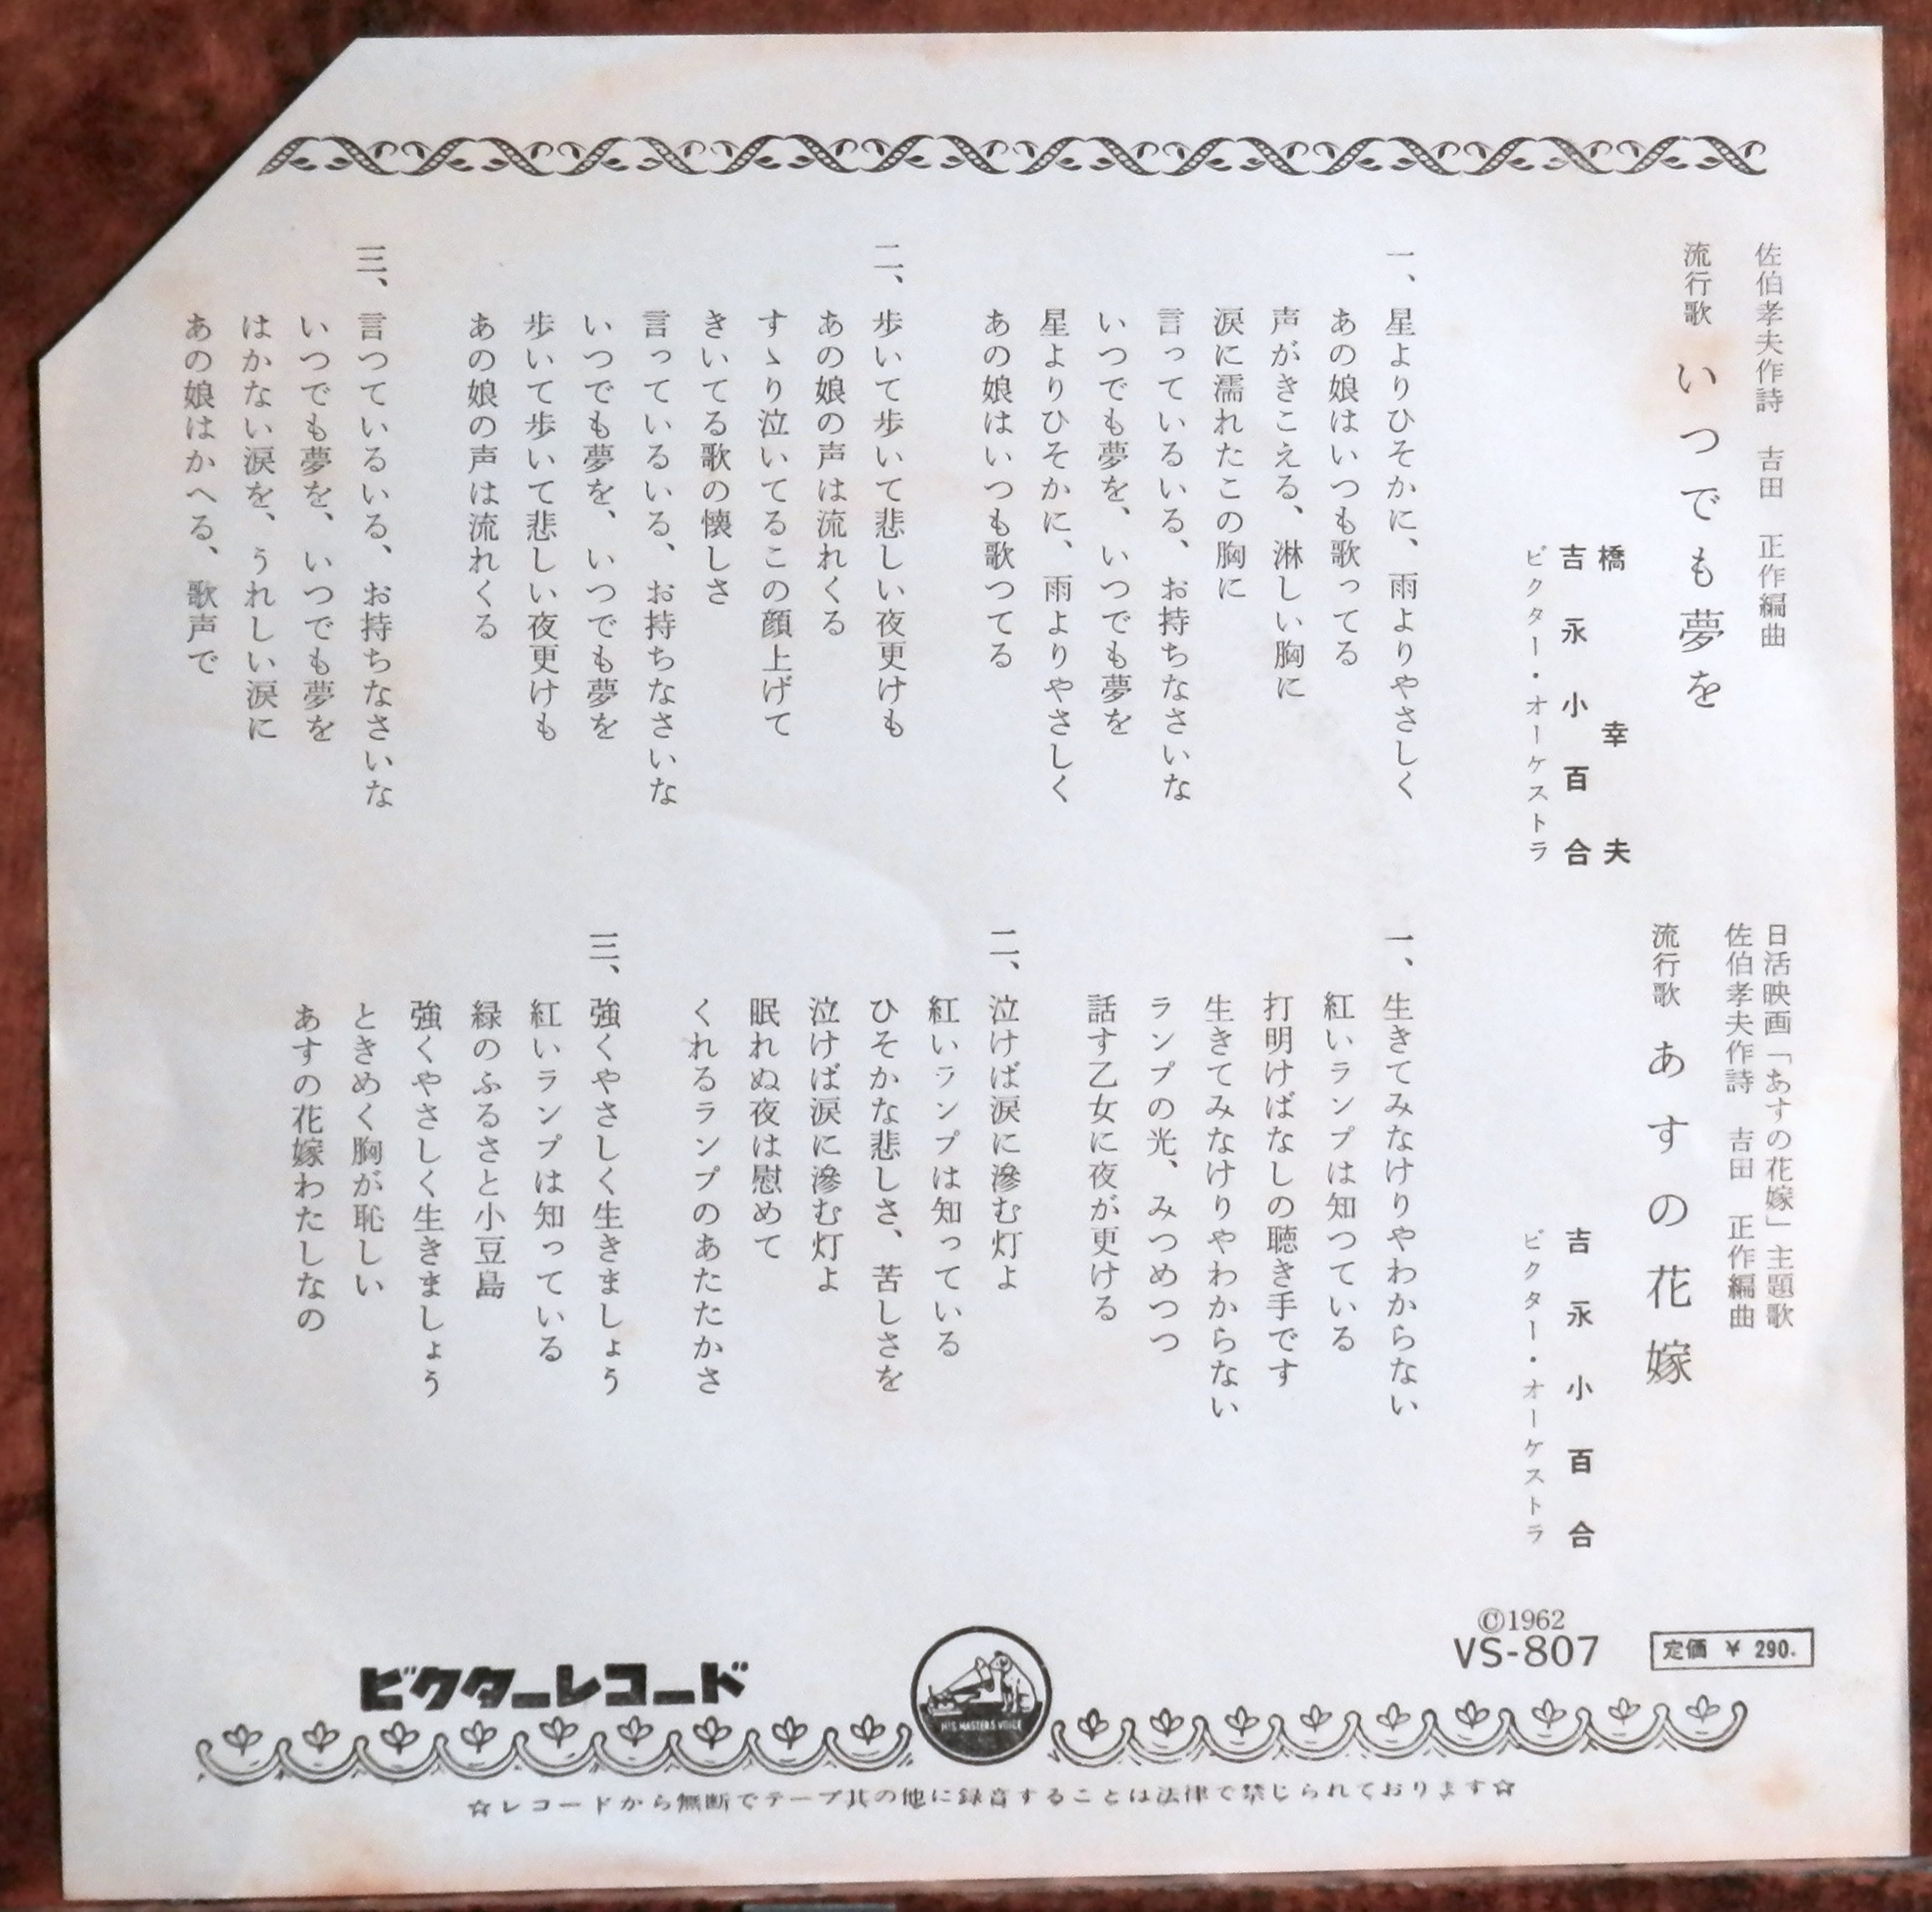 佐伯孝夫作詩　吉田　正作編曲
流行歌　いつでも夢を
橋　幸　夫
吉永小百合
ビクター・オーケストラ
一、星よりひそかに、雨よりやさしく
あの娘はいつも歌ってる
声がきこえる、淋しい胸に
涙に濡れたこの胸に
言っているいる、お持ちなさいな
いつでも夢を、いつでも夢を
星よりひそかに、雨よりやさしく
あの娘はいつも歌つてる
二、歩いて歩いて悲しい夜更けも
あの娘の声は流れくる
すゝり泣いてるこの顔上げて
きいてる歌の懐しさ
言っているいる、お持ちなさいな
いつでも夢を、いつでも夢を
歩いて歩いて悲しい夜更けも
あの娘の声は流れくる
三、言つているいる、お持ちなさいな
いつでも夢を、いつでも夢を
はかない涙を、うれしい涙に
あの娘はかへる、歌声で
日活映画「あすの花嫁」主題歌
佐伯孝夫作詩　吉田　正作編曲
流行歌　あすの花嫁
吉永小百合
ビクター・オーケストラ
一、生きてみなけりやわからない
紅いランプは知つている
打明けばなしの聴き手です
生きてみなけりやわからない
ランプの光、みつめつつ
話す乙女に夜が更ける
二、泣けば涙に滲む灯よ
紅いランプは知っている
ひそかな悲しさ、苦しさを
泣けば涙に滲む灯よ
眠れぬ夜は慰めて
くれるランプのあたたかさ
三、強くやさしく生きましょう
紅いランプは知っている
緑のふるさと小豆島
強くやさしく生きましょう
ときめく胸が恥しい
あすの花嫁わたしなの
©1962
VS-807
定価 ¥ 290.
ビクターレコード
HIS MASTERS VOICE
☆レコードから無断でテープ其の他に録音することは法律で禁じられております☆